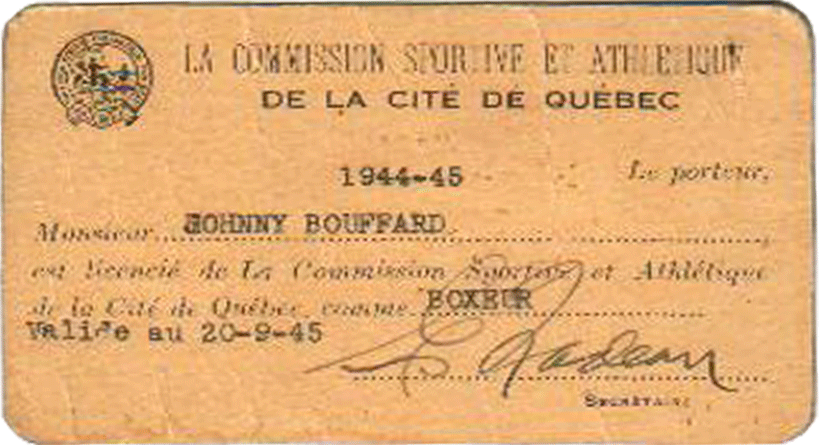 LA COMMISSION SPORTIVE ET ATHLETIQUE
DE LA CITÉ DE QUÉBEC
1944-45
Le porteur,
Monsieur JOHNNY BOUFFARD
est licencié de La Commission Sportive et Athlétique
de la Cité de Québec, comme BOXEUR
Valide au 20-9-45
Nadeau
SECRÉTAIRE